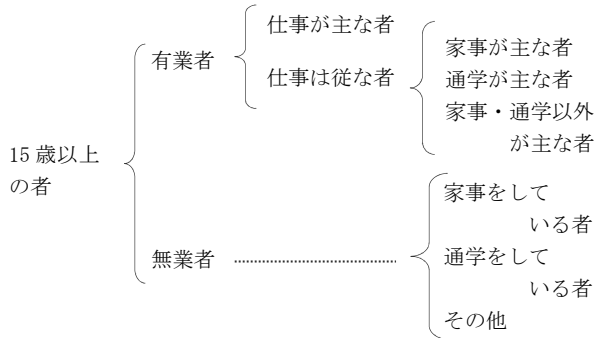 15 歳以上
の者
有業者
仕事が主な者
仕事は従な者
家事が主な者
通学が主な者
家事・通学以外
が主な者
無業者
家事をして
いる者
通学をして
いる者
その他